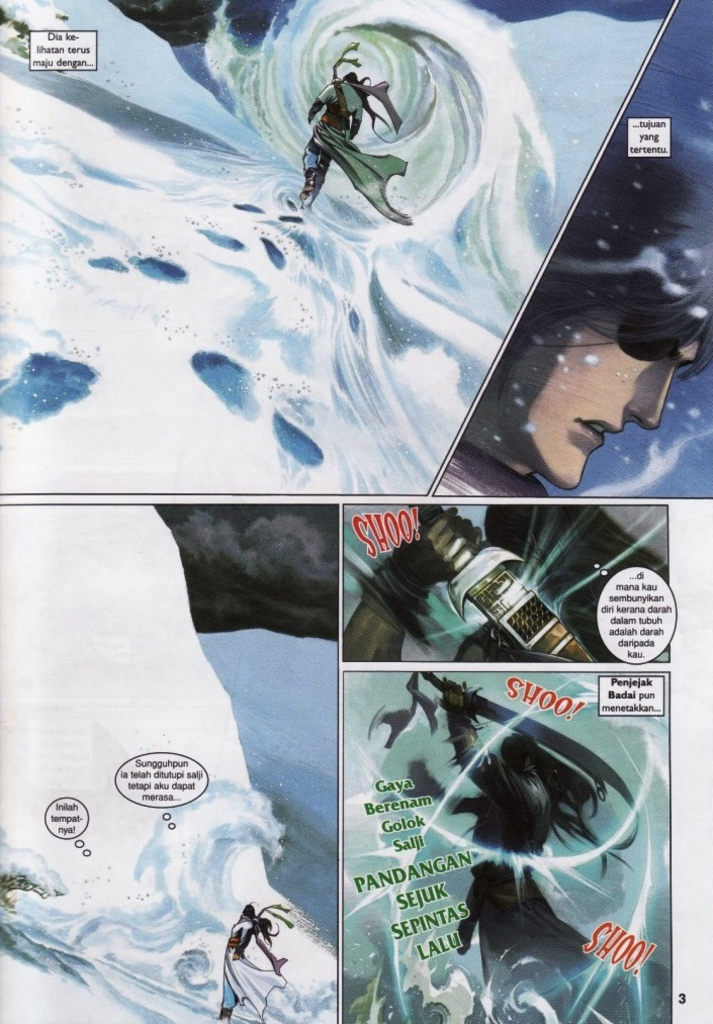 Dia ke-
lihatan terus
maju dengan...
...tujuan
yang
tertentu.
Inilah
tempat-
nya!
Sungguhpun
ia telah ditutupi salji
tetapi aku dapat
merasa...
SHOO!
...di
mana kau
sembunyikan
diri kerana darah
dalam tubuh
adalah darah
daripada
kau.
SHOO!
Penjejak
Badai pun
menetakkan...
Gaya
Berenam
Golok
Salji
PANDANGAN
SEJUK
SEPINTAS
LALU
SHOO!
3